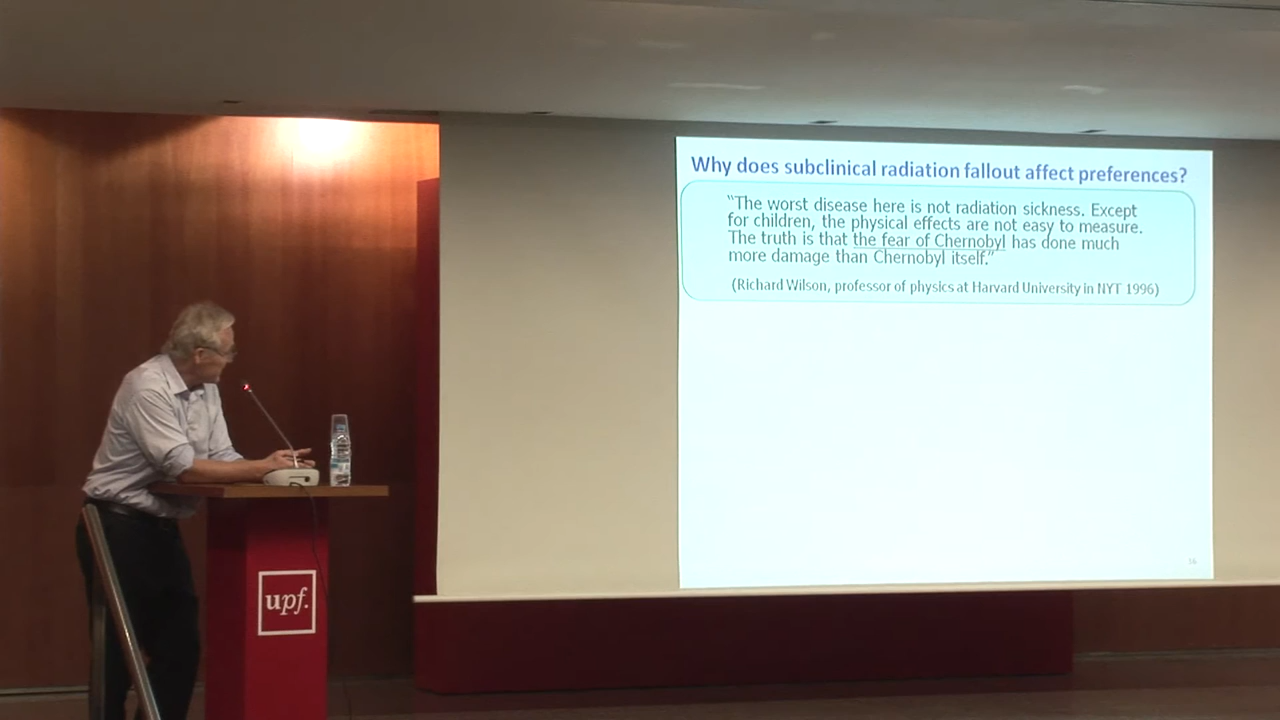 Why does subclinical radiation fallout affect preferences?
“The worst disease here is not radiation sickness. Except
for children, the physical effects are not easy to measure.
The truth is that the fear of Chernobyl has done much
more damage than Chernobyl itself.”
(Richard Wilson, professor of physics at Harvard University in NYT 1996)
16
upf.